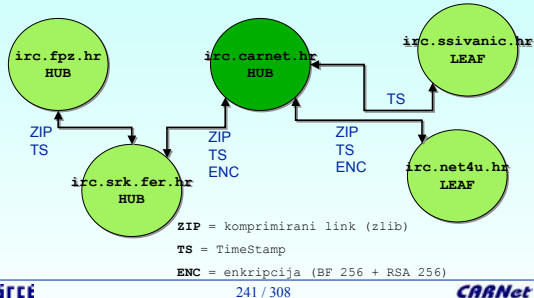 irc.fpz.hr
HUB
irc.carnet.hr
HUB
irc.ssivanic.hr
LEAF
TS
ZIP
TS
ZIP
TS
ENC
ZIP
TS
ENC
irc.srk.fer.hr
HUB
irc.net4u.hr
LEAF
ZIP = komprimirani link (zlib)
TS = TimeStamp
ENC = enkripcija (BF 256 + RSA 256)
241 / 308
CARNet